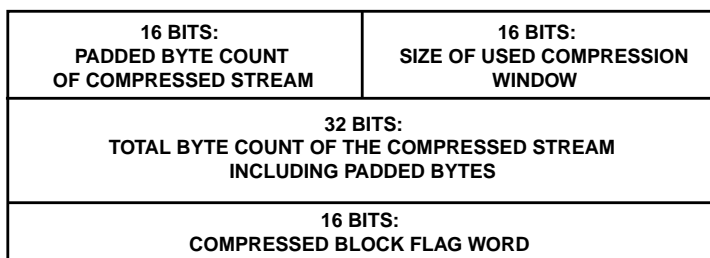 16 BITS:
PADDED BYTE COUNT
OF COMPRESSED STREAM
16 BITS:
SIZE OF USED COMPRESSION
WINDOW
32 BITS:
TOTAL BYTE COUNT OF THE COMPRESSED STREAM
INCLUDING PADDED BYTES
16 BITS:
COMPRESSED BLOCK FLAG WORD